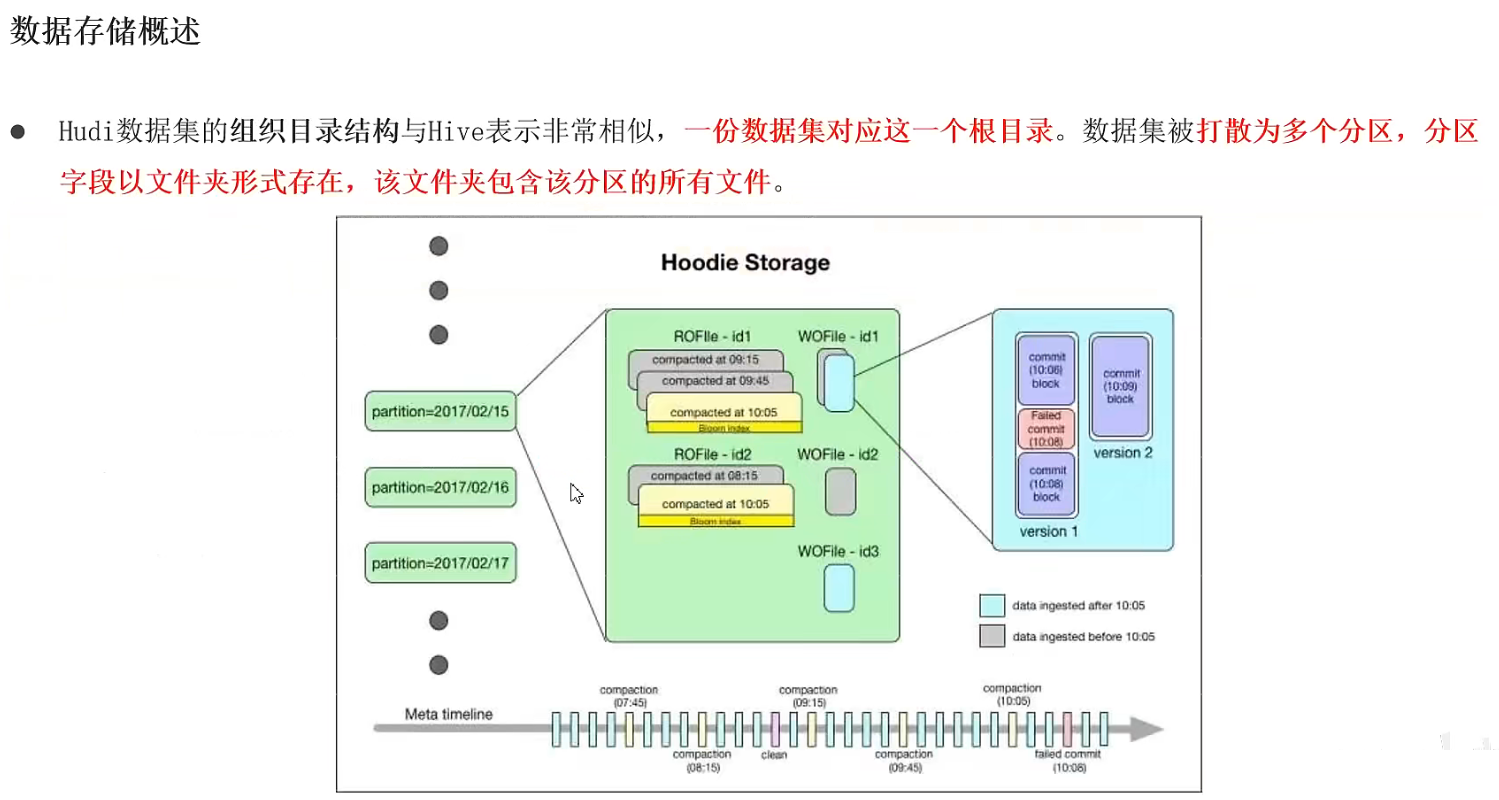 数据存储概述
Hudi数据集的组织目录结构与Hive表示非常相似，一份数据集对应这一个根目录。数据集被打散为多个分区，分区
字段以文件夹形式存在，该文件夹包含该分区的所有文件。
Hoodie Storage
partition=2017/02/15
partition=2017/02/16
partition=2017/02/17
ROFIle - id1
compacted at 09:15
compacted at 09:45
compacted at 10:05
Bloom Index
WOFile - id1
ROFile - id2
compacted at 08:15
compacted at 10:05
Bloom Index
WOFile - id2
WOFile - id3
commit
(10:06)
block
Failed
commit
(10:08)
commit
(10:08)
block
version 1
commit
(10:09)
block
version 2
data ingested after 10:05
data ingested before 10:05
Meta timeline
compaction
(07:45)
compaction
(08:15)
clean
compaction
(09:15)
compaction
(09:45)
compaction
(10:05)
failed commit
(10:08)